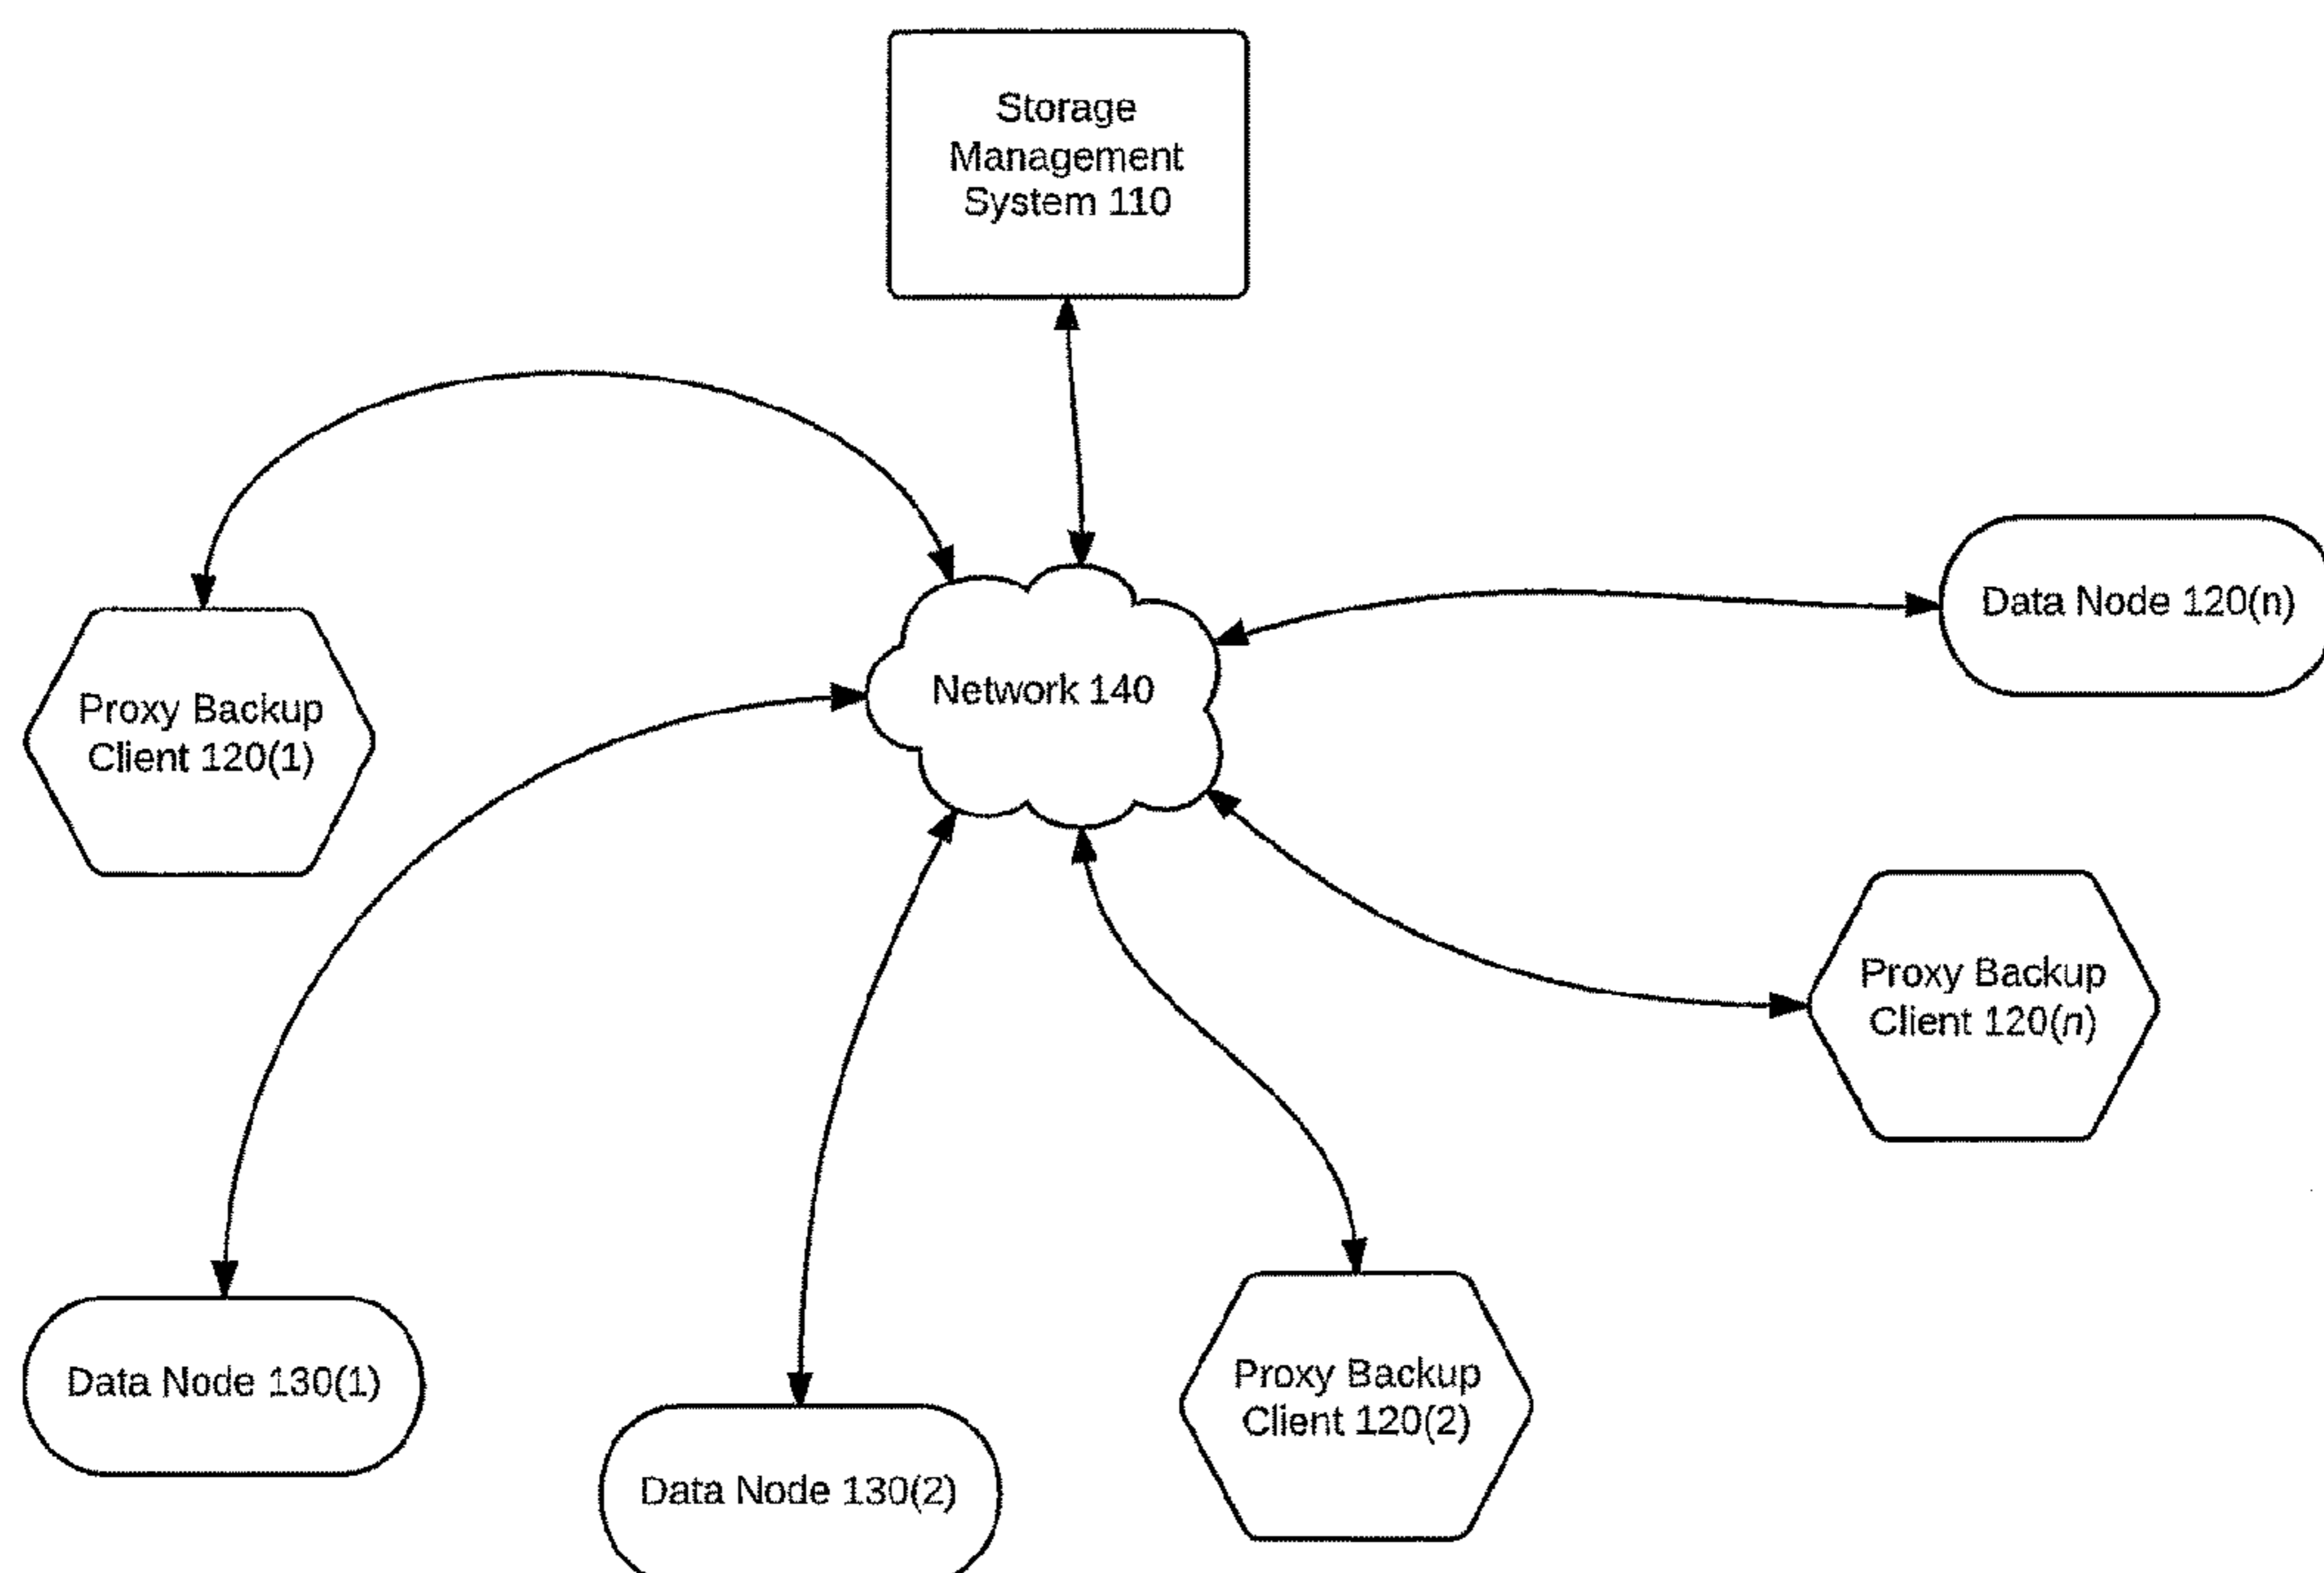 Storage
Management
System 110
Data Node 120(n)
Network 140
Proxy Backup
Client 120(1)
Proxy Backup
Client 120(n)
Data Node 130(1)
Proxy Backup
Client 120(2)
Data Node 130(2)